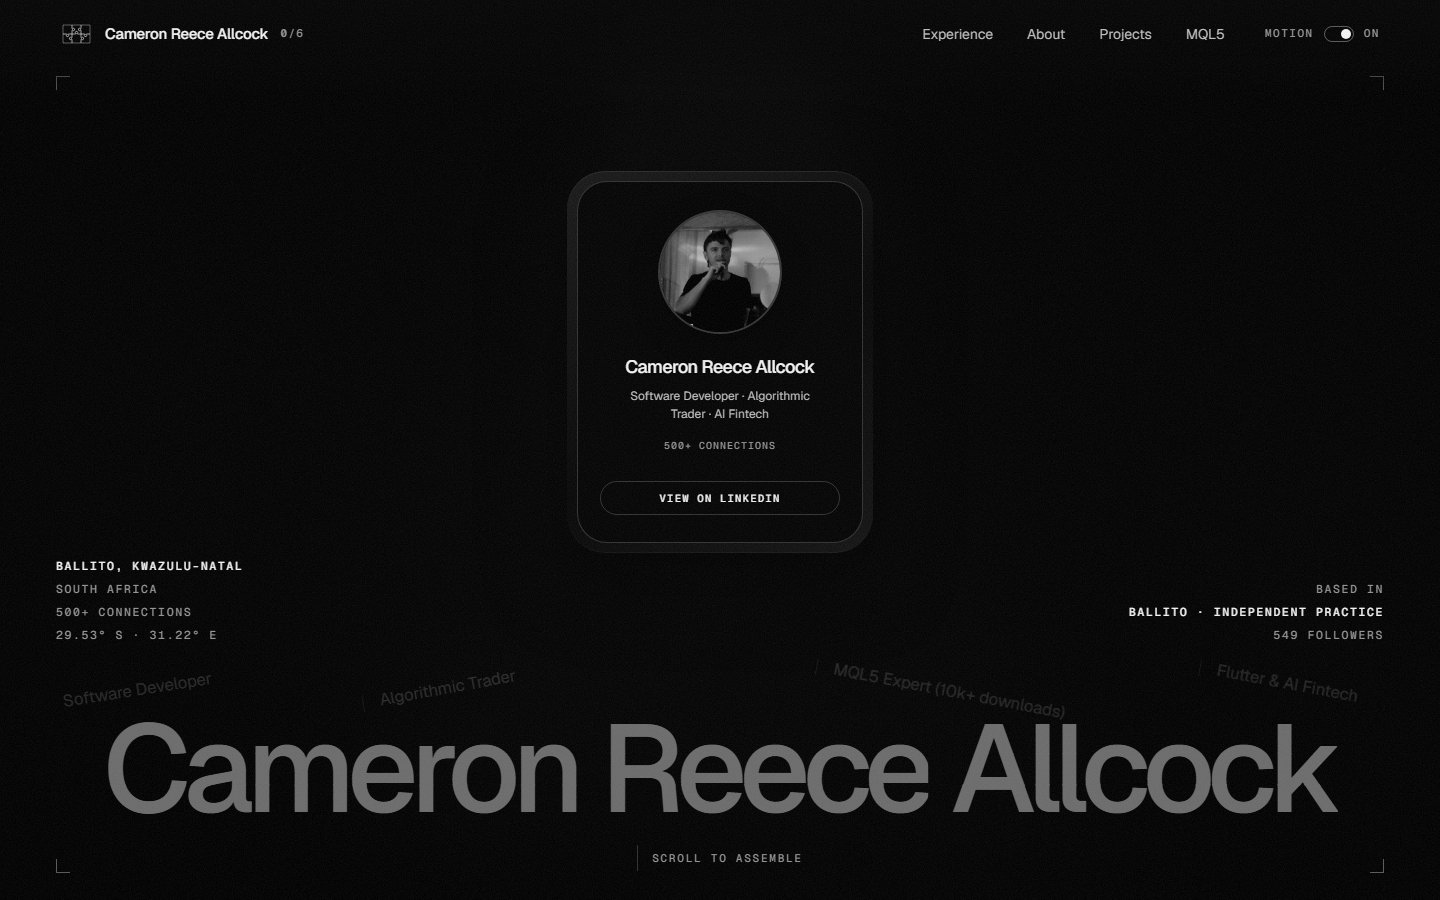 Cameron Reece Allcock 0/6
Experience About Projects MQL5 MOTION ON
Cameron Reece Allcock
Software Developer · Algorithmic
Trader · AI Fintech
500+ CONNECTIONS
VIEW ON LINKEDIN
BALLITO, KWAZULU-NATAL
SOUTH AFRICA
500+ CONNECTIONS
29.53° S · 31.22° E
BASED IN
BALLITO · INDEPENDENT PRACTICE
549 FOLLOWERS
Software Developer
Algorithmic Trader
MQL5 Expert (10k+ downloads)
Flutter & AI Fintech
Cameron Reece Allcock
SCROLL TO ASSEMBLE